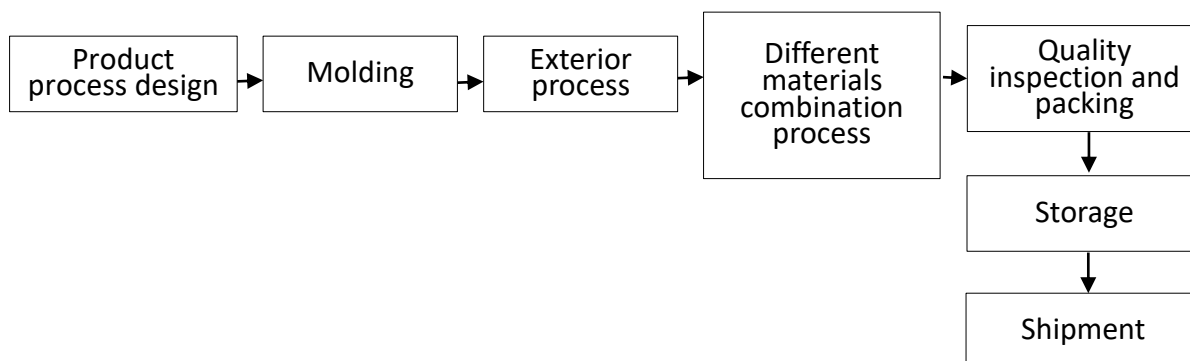 Product
process design
Molding
Exterior
process
Different
materials
combination
process
Quality
inspection and
packing
Storage
Shipment